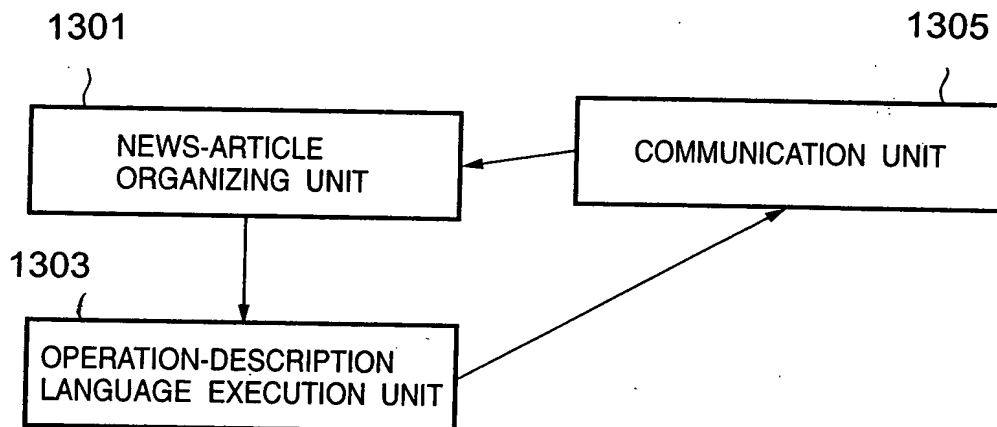 1301
1305
NEWS-ARTICLE
ORGANIZING UNIT
COMMUNICATION UNIT
1303
OPERATION-DESCRIPTION
LANGUAGE EXECUTION UNIT